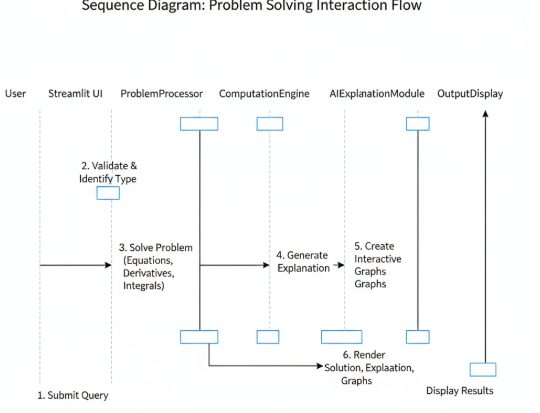 Sequence Diagram: Problem Solving Interaction Flow
User Streamlit UI ProblemProcessor ComputationEngine AIExplanationModule OutputDisplay
2. Validate &
Identify Type
3. Solve Problem
(Equations,
Derivatives,
Integrals)
4. Generate
Explanation
5. Create
Interactive
Graphs
Graphs
6. Render
Solution, Explaation,
Graphs
Display Results
1. Submit Query